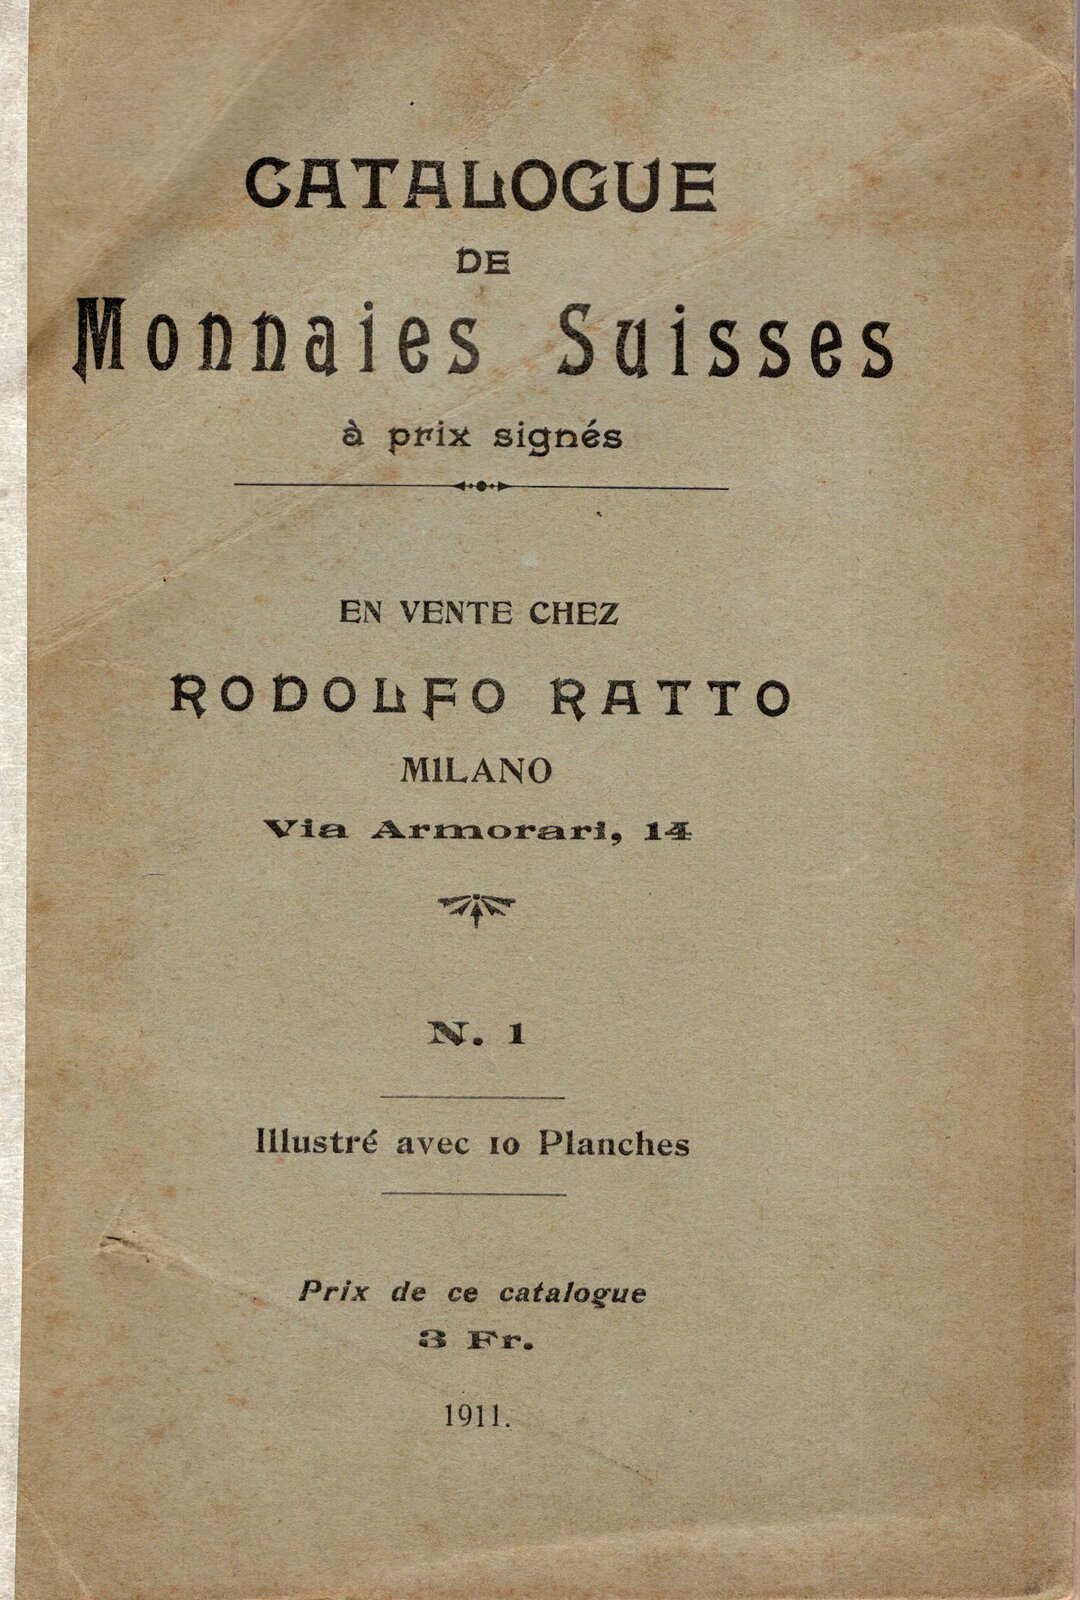 CATALOGUE
DE
Monnaies Suisses
à prix signés
EN VENTE CHEZ
RODOLFO RATTO
MILANO
Via Armorari, 14
N. 1
Illustré avec 10 Planches
Prix de ce catalogue
3 Fr.
1911.